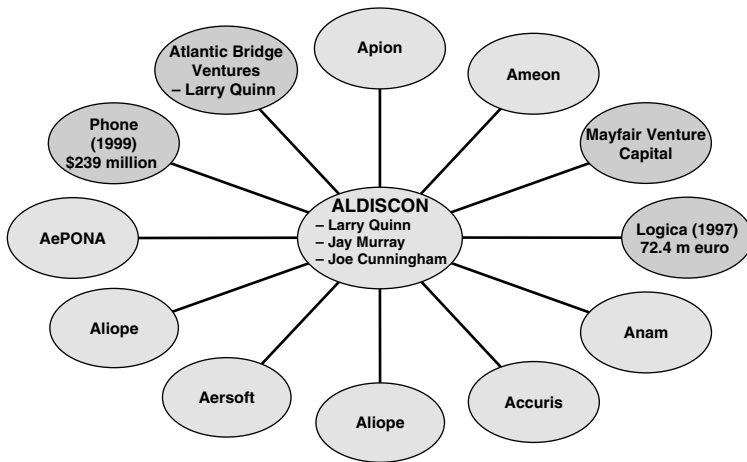 Apion
Atlantic Bridge
Ventures
– Larry Quinn
Ameon
Phone
(1999)
$239 million
Mayfair Venture
Capital
ALDISCON
– Larry Quinn
– Jay Murray
– Joe Cunningham
AePONA
Logica (1997)
72.4 m euro
Aliope
Anam
Aersoft
Accuris
Aliope